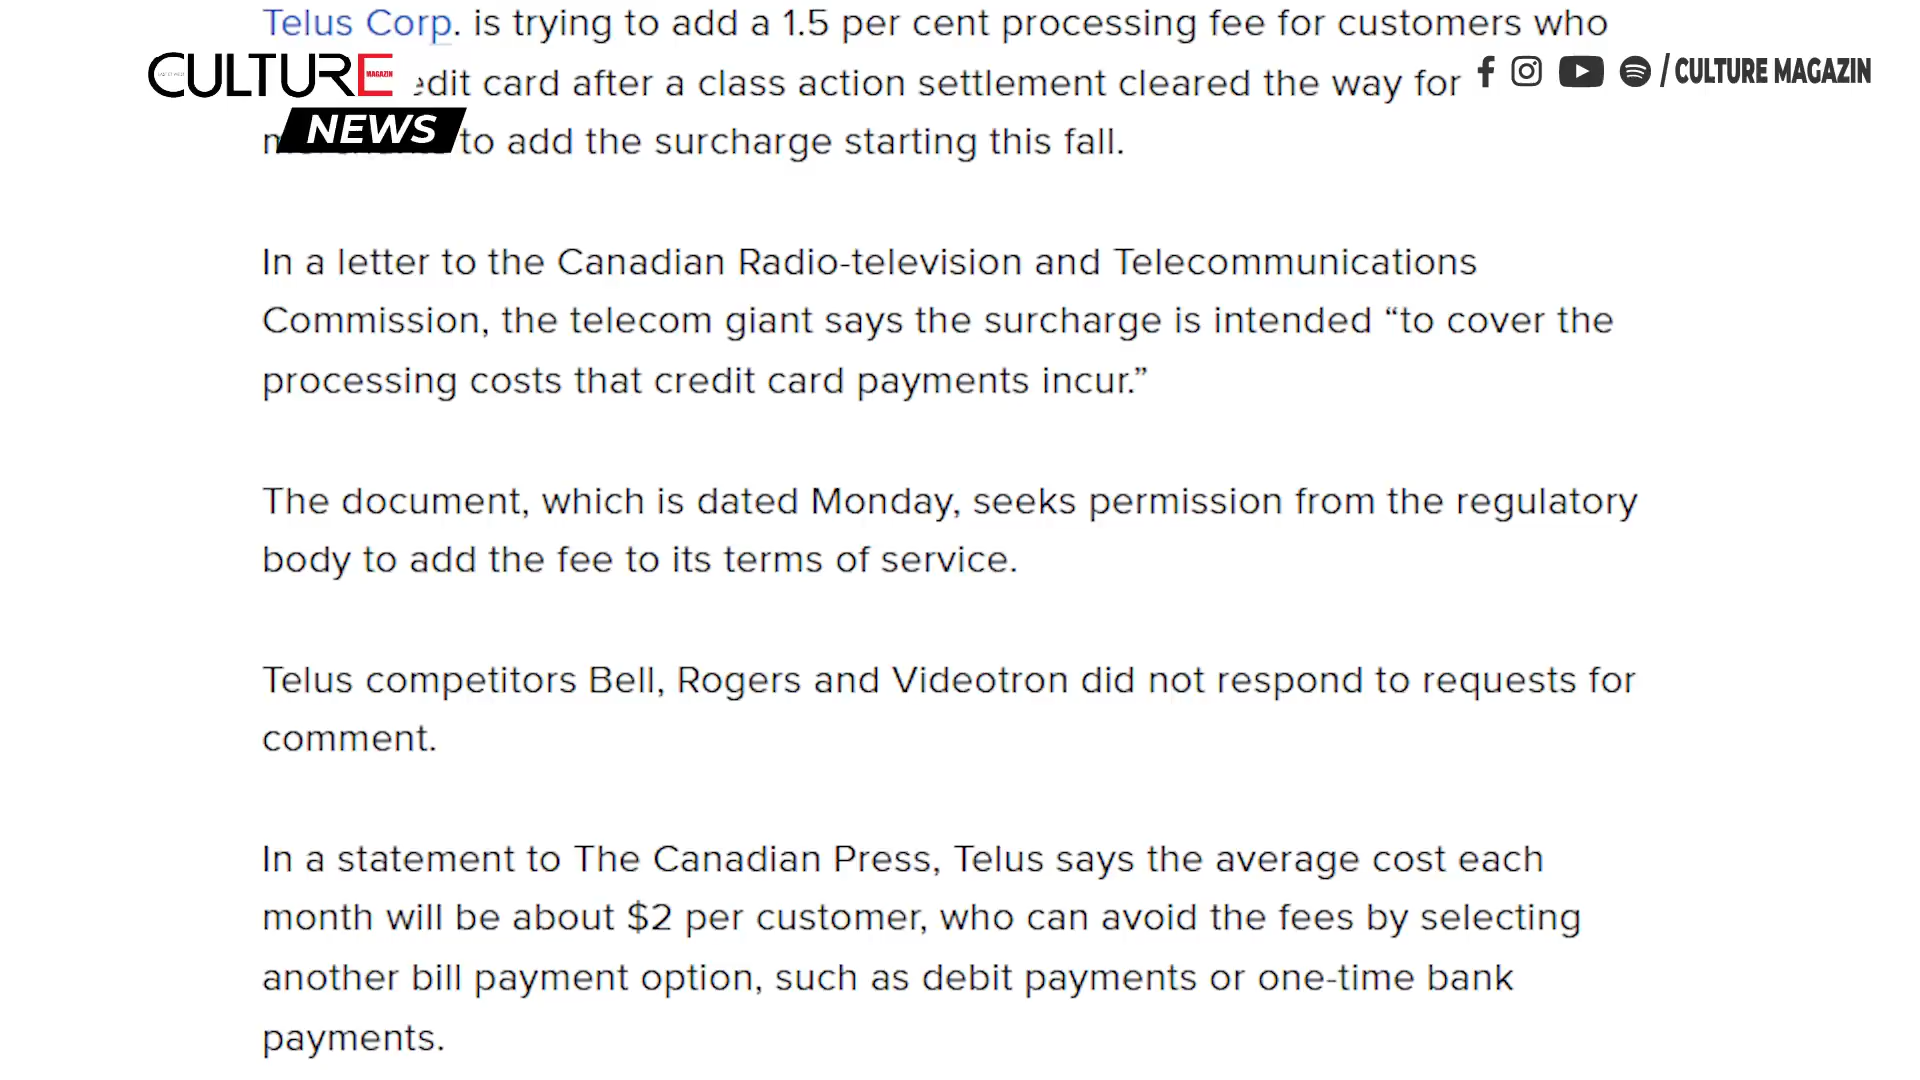 Telus Corp. is trying to add a 1.5 per cent processing fee for customers who
CULTURE
MAGAZIN
edit card after a class action settlement cleared the way for
/ CULTURE MAGAZIN
NEWS
to add the surcharge starting this fall.
In a letter to the Canadian Radio-television and Telecommunications
Commission, the telecom giant says the surcharge is intended “to cover the
processing costs that credit card payments incur.”
The document, which is dated Monday, seeks permission from the regulatory
body to add the fee to its terms of service.
Telus competitors Bell, Rogers and Videotron did not respond to requests for
comment.
In a statement to The Canadian Press, Telus says the average cost each
month will be about $2 per customer, who can avoid the fees by selecting
another bill payment option, such as debit payments or one-time bank
payments.